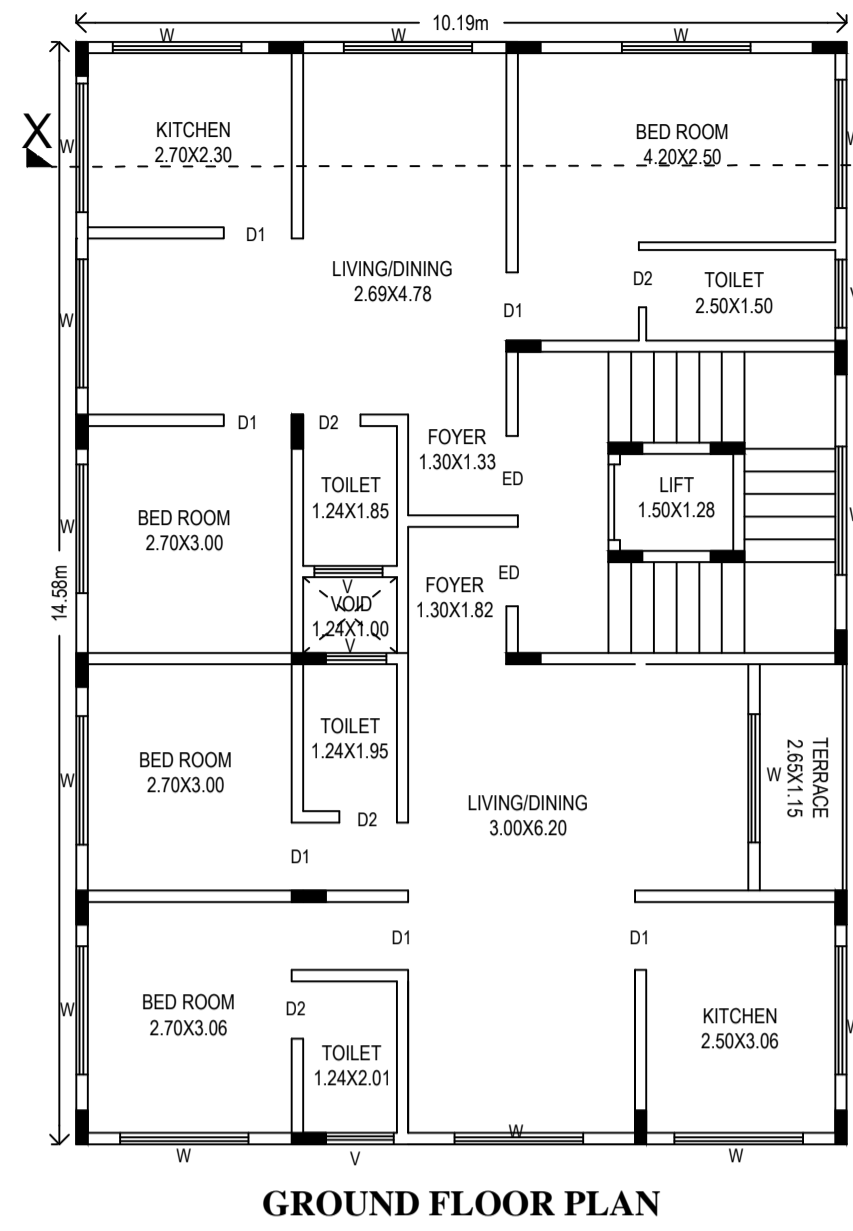 10.19m
W W W
KITCHEN
2.70X2.30
BED ROOM
4.20X2.50
X
W
D1
LIVING/DINING
2.69X4.78
D2
TOILET
2.50X1.50
W
D1
D1
D2
FOYER
1.30X1.33
ED
TOILET
1.24X1.85
LIFT
1.50X1.28
BED ROOM
2.70X3.00
W
14.58m
V
VOID
1.24X1.00
V
FOYER
1.30X1.82
ED
TOILET
1.24X1.95
BED ROOM
2.70X3.00
W
W
TERRACE
2.65X1.15
LIVING/DINING
3.00X6.20
D2
D1
D1
D1
BED ROOM
2.70X3.06
W
D2
KITCHEN
2.50X3.06
TOILET
1.24X2.01
W
W
V
W
GROUND FLOOR PLAN